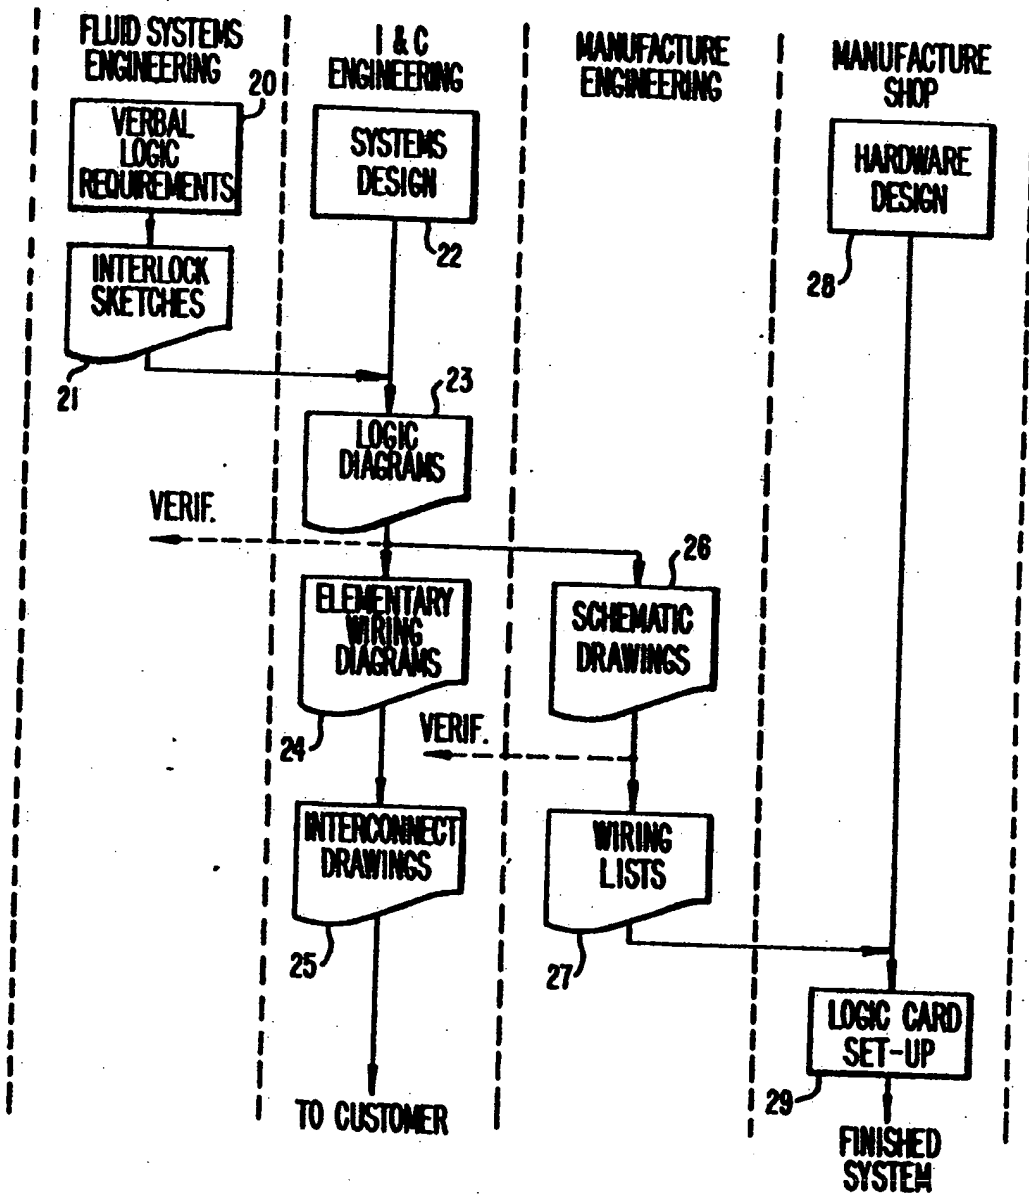 FLUID SYSTEMS
ENGINEERING
I & C
ENGINEERING
MANUFACTURE
ENGINEERING
MANUFACTURE
SHOP
20
VERBAL
LOGIC
REQUIREMENTS
SYSTEMS
DESIGN
HARDWARE
DESIGN
22
28
INTERLOCK
SKETCHES
21
23
LOGIC
DIAGRAMS
VERIF.
26
ELEMENTARY
WIRING
DIAGRAMS
SCHEMATIC
DRAWINGS
24
VERIF.
INTERCONNECT
DRAWINGS
WIRING
LISTS
25
27
LOGIC CARD
SET-UP
29
TO CUSTOMER
FINISHED
SYSTEM